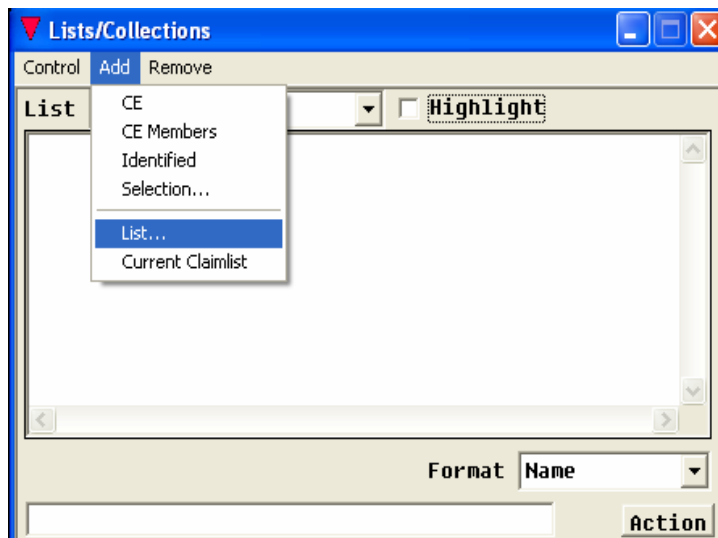 Lists/Collections
Control Add Remove
List Highlight
CE
CE Members
Identified
Selection...
List...
Current Claimlist
Format Name
Action